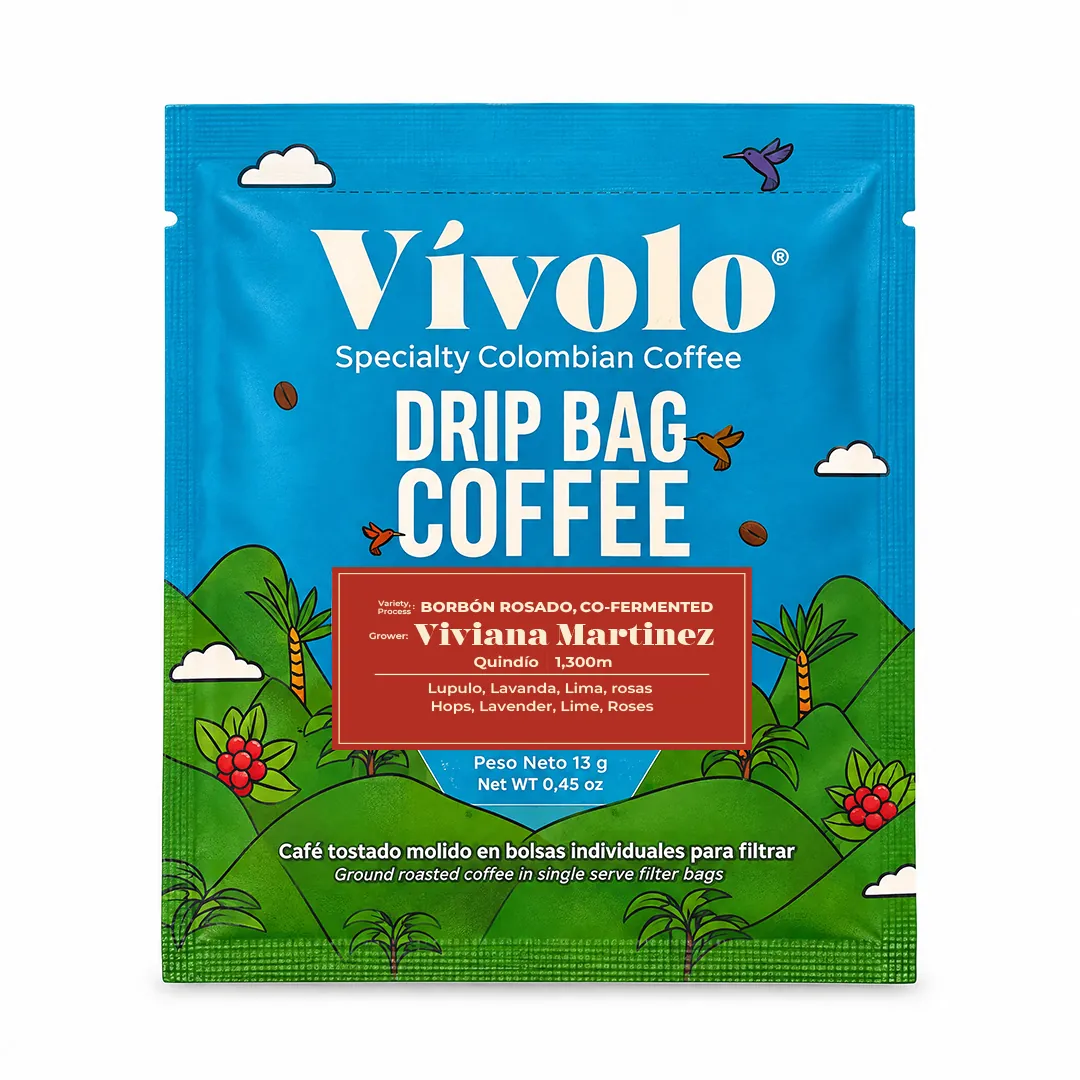 Vívolo®
Specialty Colombian Coffee
DRIP BAG
COFFEE
Variety, Process: BORBÓN ROSADO, CO-FERMENTED
Grower: Viviana Martinez
Quindío 1,300m
Lupulo, Lavanda, Lima, rosas
Hops, Lavender, Lime, Roses
Peso Neto 13 g
Net WT 0,45 oz
Café tostado molido en bolsas individuales para filtrar
Ground roasted coffee in single serve filter bags